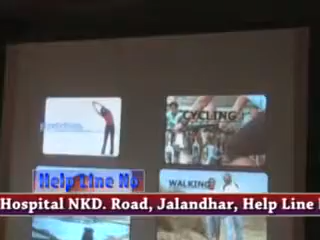 CYCLING
Help Line No
WALKING
Hospital NKD. Road, Jalandhar, Help Line